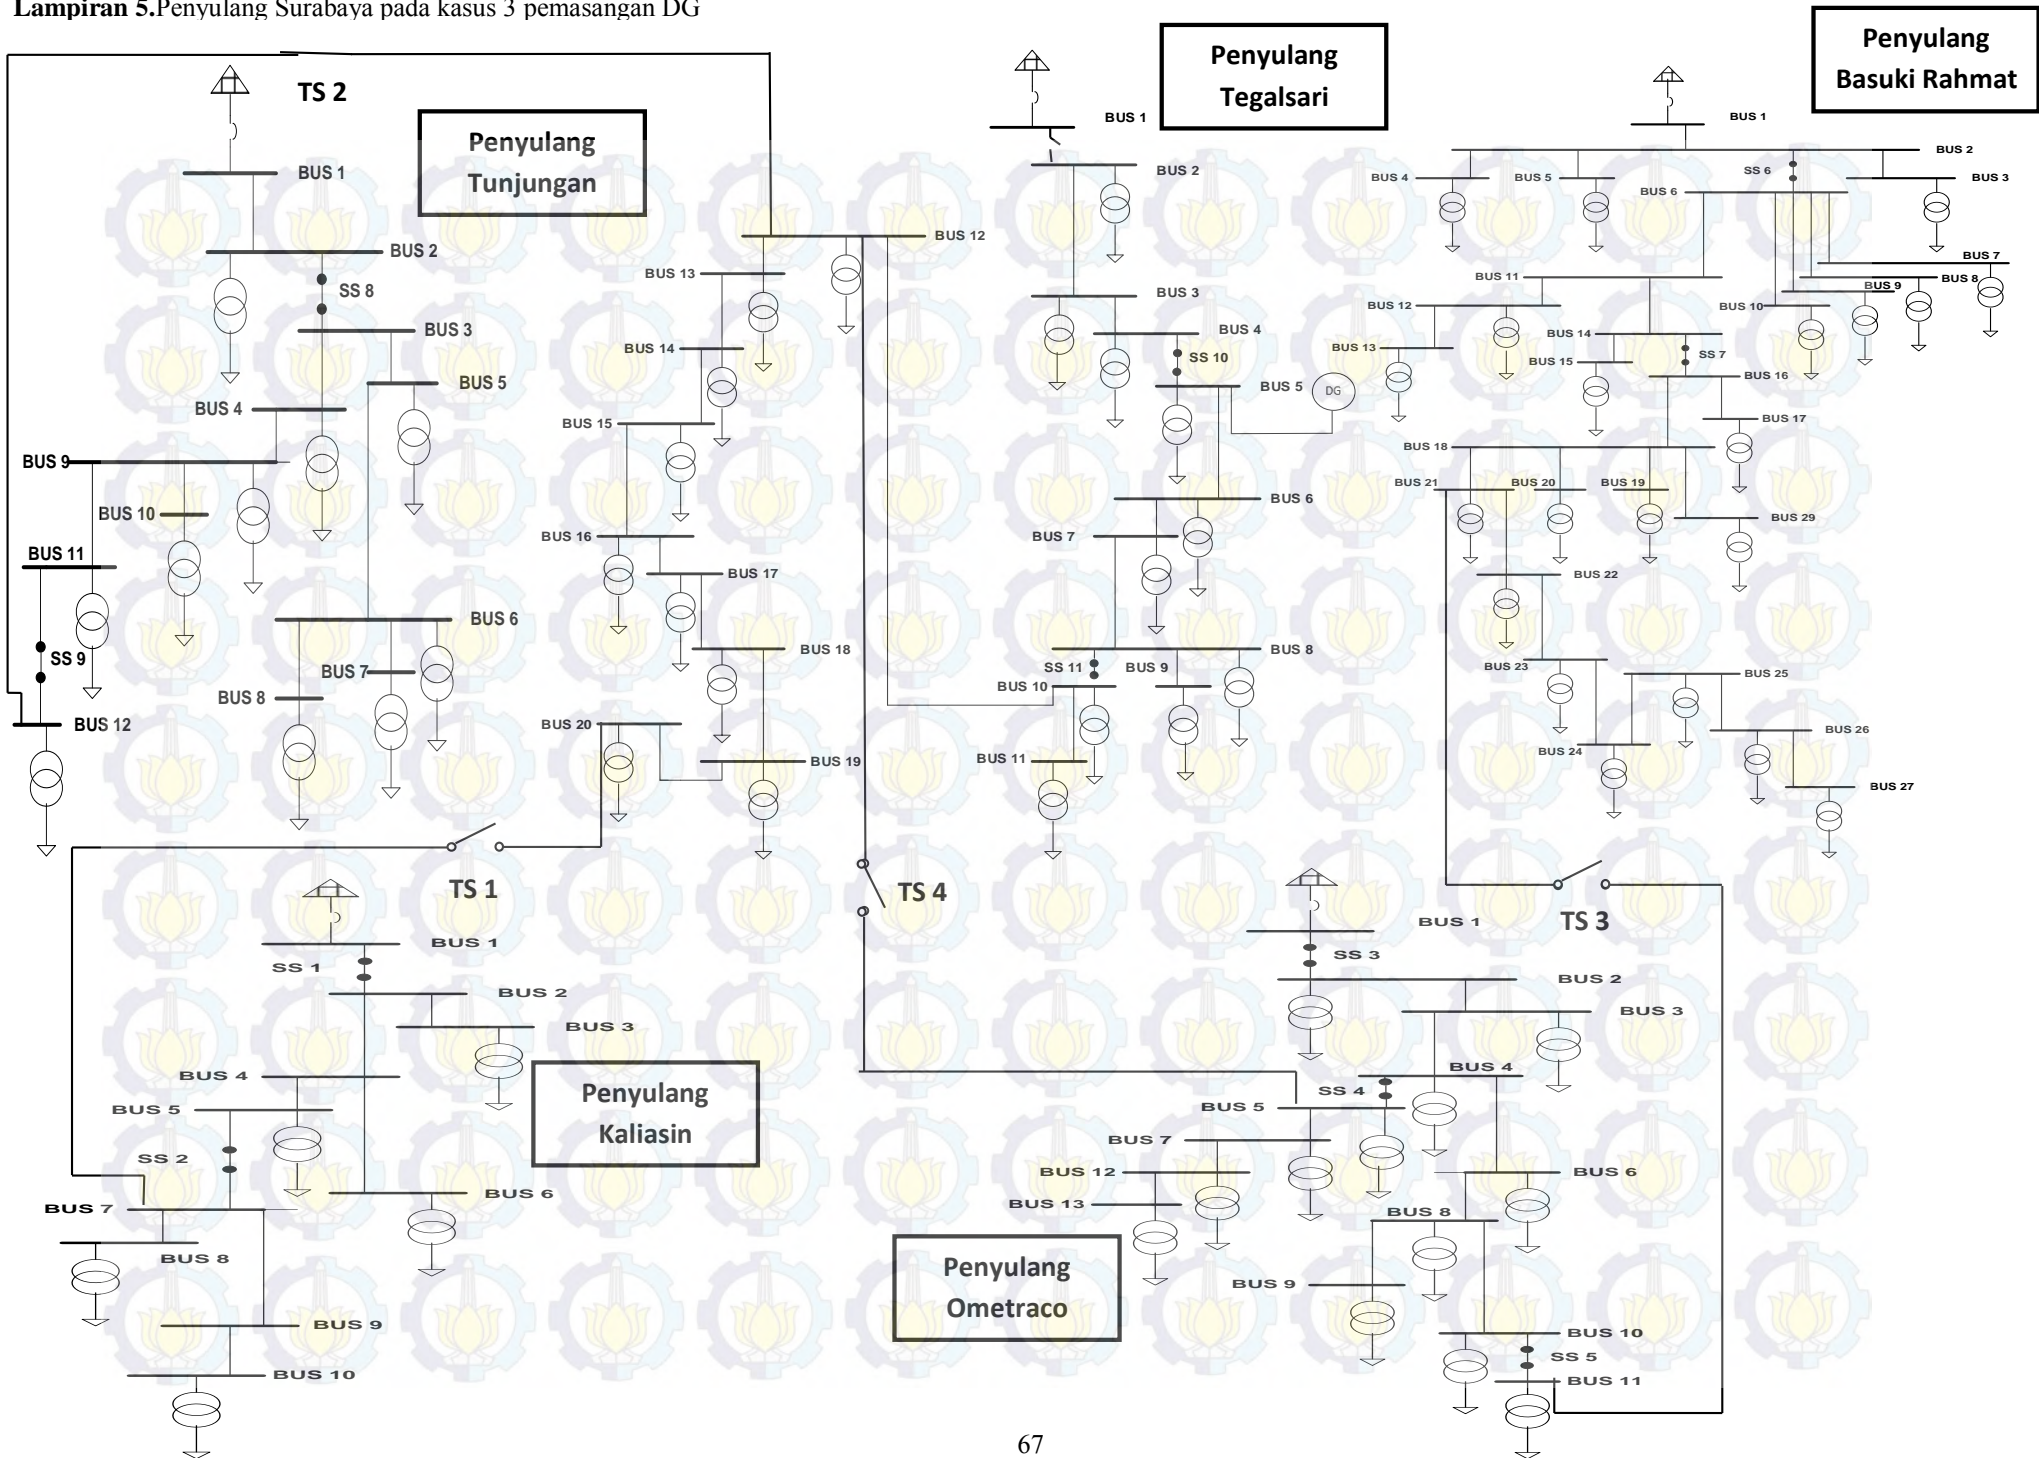 Lampiran 5.Penyulang Surabaya pada kasus 3 pemasangan DG
TS 2
Penyulang
Tunjungan
BUS 1
BUS 2
SS 8
BUS 3
BUS 5
BUS 4
BUS 9
BUS 10
BUS 11
BUS 6
SS 9
BUS 7
BUS 8
BUS 12
Penyulang
Tegalsari
BUS 1
BUS 2
BUS 12
BUS 13
BUS 3
BUS 4
BUS 14
SS 10
BUS 5
DG
BUS 15
BUS 6
BUS 16
BUS 7
BUS 17
BUS 18
BUS 8
SS 11
BUS 9
BUS 10
BUS 20
BUS 19
BUS 11
Penyulang
Basuki Rahmat
BUS 1
BUS 2
SS 6
BUS 4
BUS 5
BUS 3
BUS 6
BUS 7
BUS 11
BUS 8
BUS 9
BUS 12
BUS 10
BUS 14
BUS 13
SS 7
BUS 15
BUS 16
BUS 17
BUS 18
BUS 21
BUS 20
BUS 19
BUS 29
BUS 22
BUS 23
BUS 25
BUS 26
BUS 24
BUS 27
TS 1
TS 4
TS 3
BUS 1
SS 1
BUS 2
BUS 3
BUS 4
Penyulang
Kaliasin
BUS 5
SS 2
BUS 6
BUS 7
BUS 8
BUS 9
BUS 10
BUS 1
SS 3
BUS 2
BUS 3
BUS 4
SS 4
BUS 5
BUS 7
BUS 12
BUS 6
BUS 13
BUS 8
Penyulang
Ometraco
BUS 9
BUS 10
SS 5
BUS 11
67